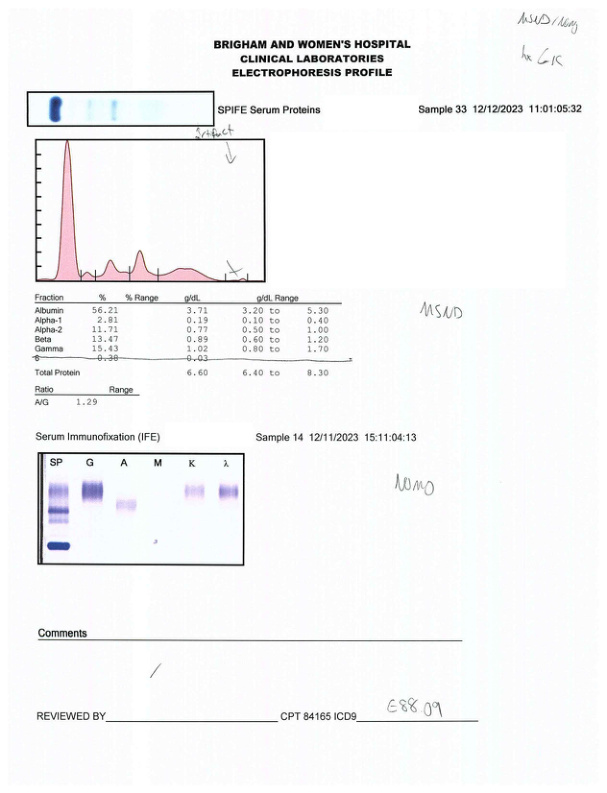 MSND/Nomo
hx GK
BRIGHAM AND WOMEN'S HOSPITAL
CLINICAL LABORATORIES
ELECTROPHORESIS PROFILE
SPIFE Serum Proteins Sample 33 12/12/2023 11:01:05:32
Artifact
Fraction % % Range g/dL g/dL Range
Albumin 56.21 3.71 3.20 to 5.30
Alpha-1 2.81 0.19 0.10 to 0.40
Alpha-2 11.71 0.77 0.50 to 1.00
Beta 13.47 0.89 0.60 to 1.20
Gamma 15.43 1.02 0.80 to 1.70
6 0.38 0.03
Total Protein 6.60 6.40 to 8.30
MSND
Ratio Range
A/G 1.29
Serum Immunofixation (IFE) Sample 14 12/11/2023 15:11:04:13
SP G A M K λ
NOMO
Comments
REVIEWED BY CPT 84165 ICD9 E88.09